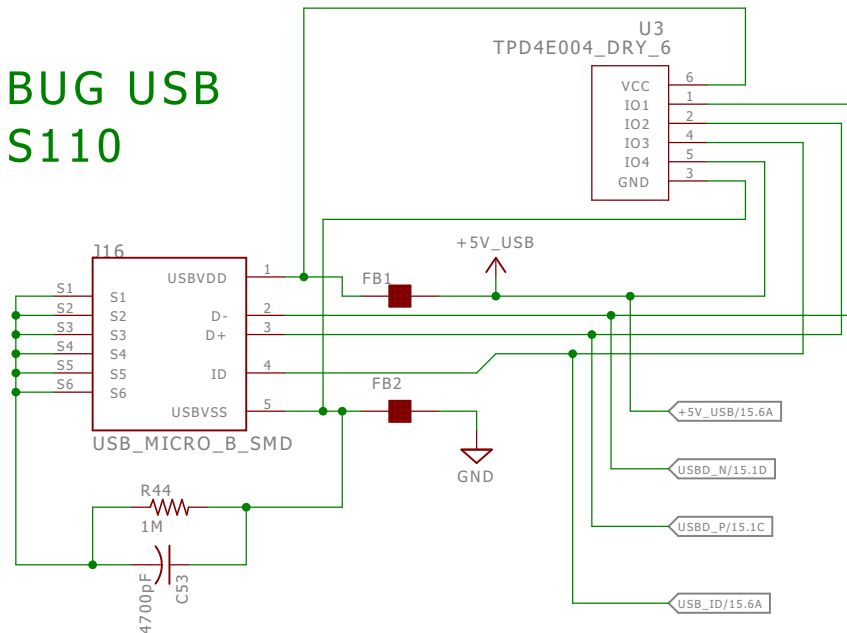 BUG USB
S110
U3
TPD4E004_DRY_6
VCC 6
IO1 1
IO2 2
IO3 4
IO4 5
GND 3
+5V_USB
J16
USBVDD 1
FB1
S1 S1
S2 S2 D- 2
S3 S3 D+ 3
S4 S4
S5 S5 ID 4
S6 S6
FB2
USBVSS 5
USB_MICRO_B_SMD
GND
+5V_USB/15.6A
USBD_N/15.1D
USBD_P/15.1C
USB_ID/15.6A
R44
1M
4700pF
C53